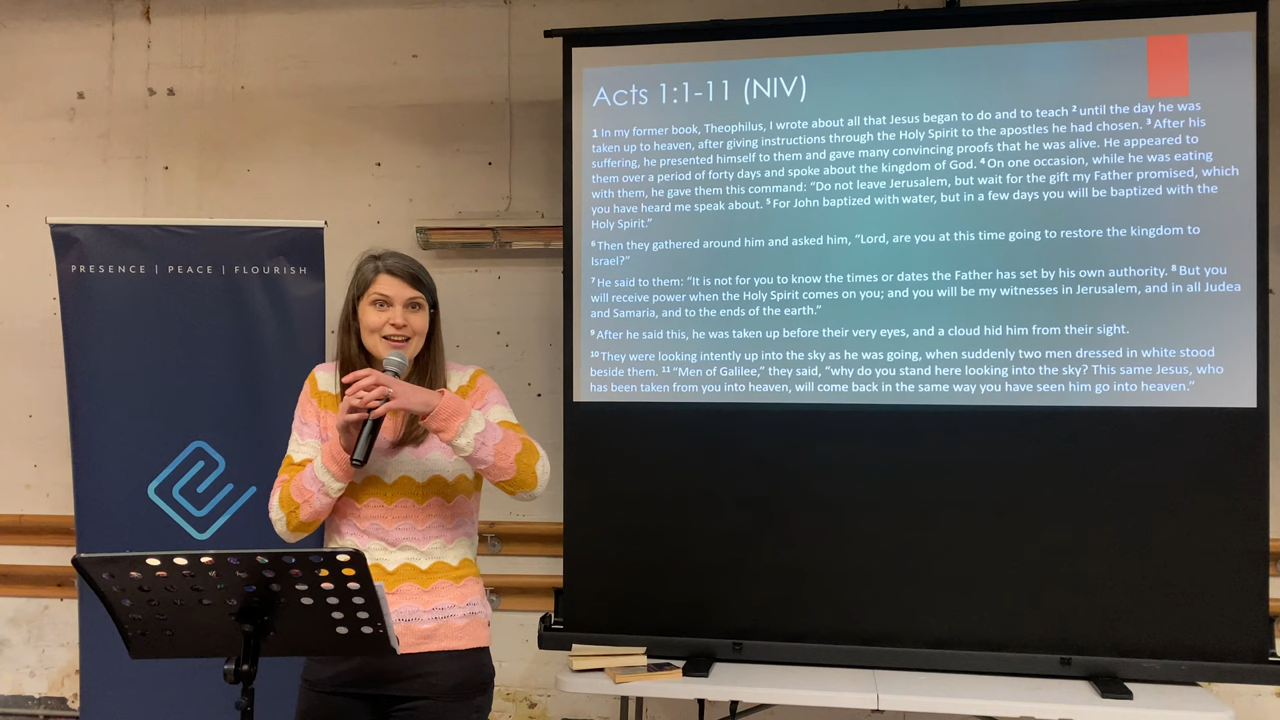 PRESENCE | PEACE | FLOURISH
Acts 1:1-11 (NIV)
1 In my former book, Theophilus, I wrote about all that Jesus began to do and to teach 2 until the day he was
taken up to heaven, after giving instructions through the Holy Spirit to the apostles he had chosen. 3 After his
suffering, he presented himself to them and gave many convincing proofs that he was alive. He appeared to
them over a period of forty days and spoke about the kingdom of God. 4 On one occasion, while he was eating
with them, he gave them this command: “Do not leave Jerusalem, but wait for the gift my Father promised, which
you have heard me speak about. 5 For John baptized with water, but in a few days you will be baptized with the
Holy Spirit.”
6 Then they gathered around him and asked him, “Lord, are you at this time going to restore the kingdom to
Israel?”
7 He said to them: “It is not for you to know the times or dates the Father has set by his own authority. 8 But you
will receive power when the Holy Spirit comes on you; and you will be my witnesses in Jerusalem, and in all Judea
and Samaria, and to the ends of the earth.”
9 After he said this, he was taken up before their very eyes, and a cloud hid him from their sight.
10 They were looking intently up into the sky as he was going, when suddenly two men dressed in white stood
beside them. 11 “Men of Galilee,” they said, “why do you stand here looking into the sky? This same Jesus, who
has been taken from you into heaven, will come back in the same way you have seen him go into heaven.”